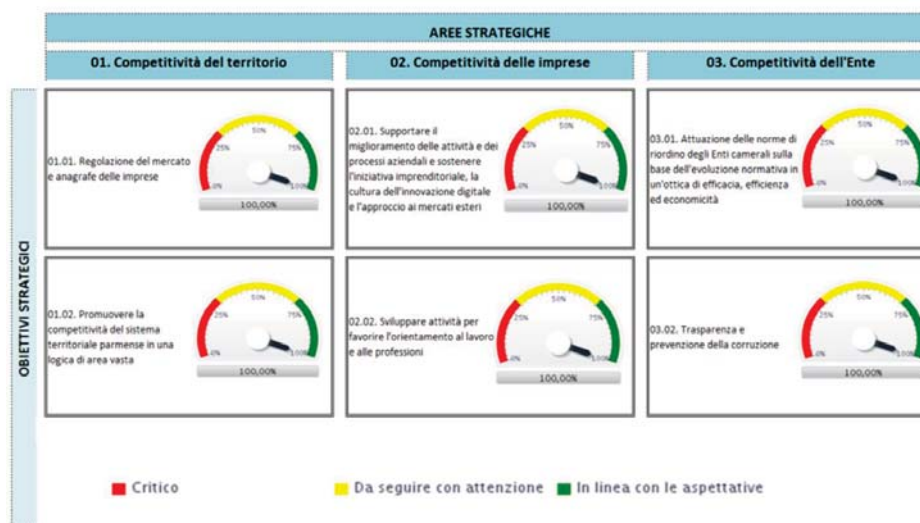 AREE STRATEGICHE
01. Competitività del territorio
02. Competitività delle imprese
03. Competitività dell'Ente
OBIETTIVI STRATEGICI
01.01. Regolazione del mercato
e anagrafe delle imprese
0%
25%
50%
75%
100%
100,00%
02.01. Supportare il
miglioramento delle attività e dei
processi aziendali e sostenere
l'iniziativa imprenditoriale, la
cultura dell'innovazione digitale
e l'approccio ai mercati esteri
0%
25%
50%
75%
100%
100,00%
03.01. Attuazione delle norme di
riordino degli Enti camerali sulla
base dell'evoluzione normativa in
un'ottica di efficacia, efficienza
ed economicità
0%
25%
50%
75%
100%
100,00%
01.02. Promuovere la
competitività del sistema
territoriale parmense in una
logica di area vasta
0%
25%
50%
75%
100%
100,00%
02.02. Sviluppare attività per
favorire l'orientamento al lavoro
e alle professioni
0%
25%
50%
75%
100%
100,00%
03.02. Trasparenza e
prevenzione della corruzione
0%
25%
50%
75%
100%
100,00%
Critico
Da seguire con attenzione
In linea con le aspettative